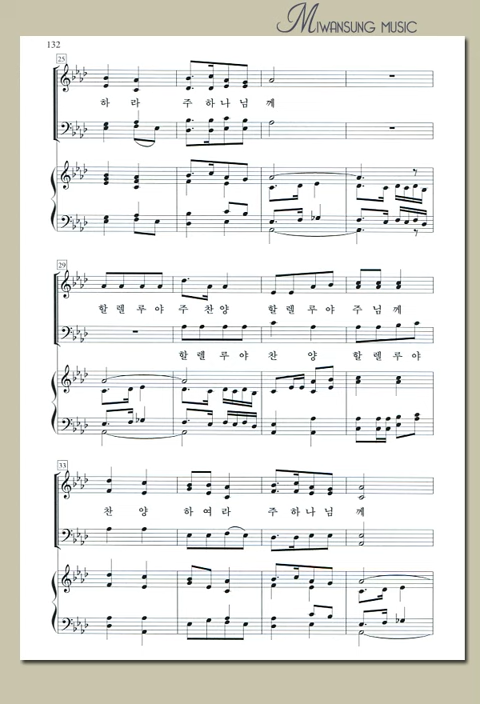 MIWANSUNG MUSIC
132
25
하 라 주 하 나 님 께
29
할 렐 루 야 주 찬 양 할 렐 루 야 주 님 께
할 렐 루 야 찬 양 할 렐 루 야
33
찬 양 하 여 라 주 하 나 님 께